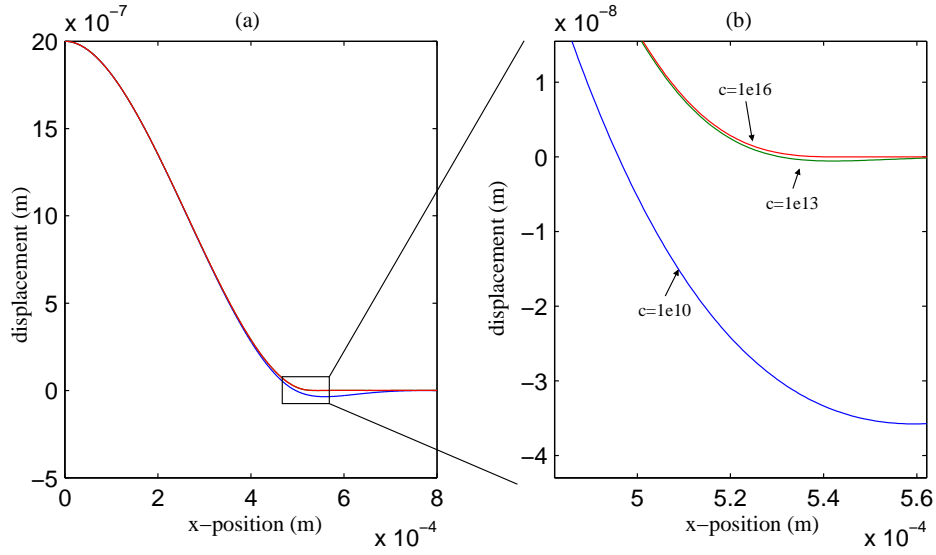 x 10⁻⁷
(a)
20
15
10
5
0
−5
displacement (m)
0
2
4
6
8
x−position (m)
x 10⁻⁴
x 10⁻⁸
(b)
1
0
−1
−2
−3
−4
displacement (m)
c=1e16
c=1e13
c=1e10
5
5.2
5.4
5.6
x−position (m)
x 10⁻⁴